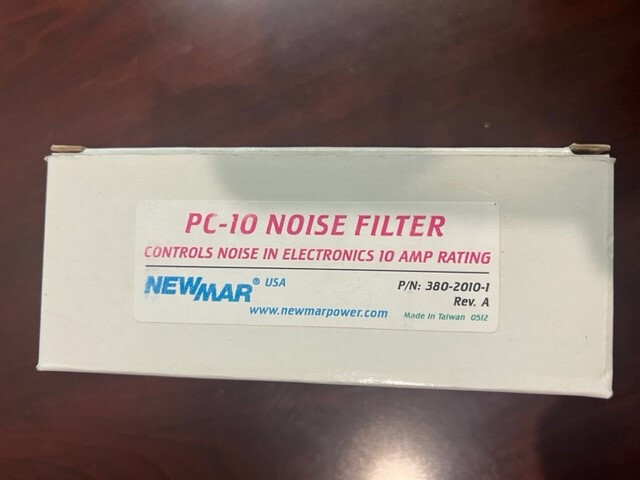 PC-10 NOISE FILTER
CONTROLS NOISE IN ELECTRONICS 10 AMP RATING
NEWMAR® USA
P/N: 380-2010-1
Rev. A
www.newmarpower.com
Made in Taiwan 0512